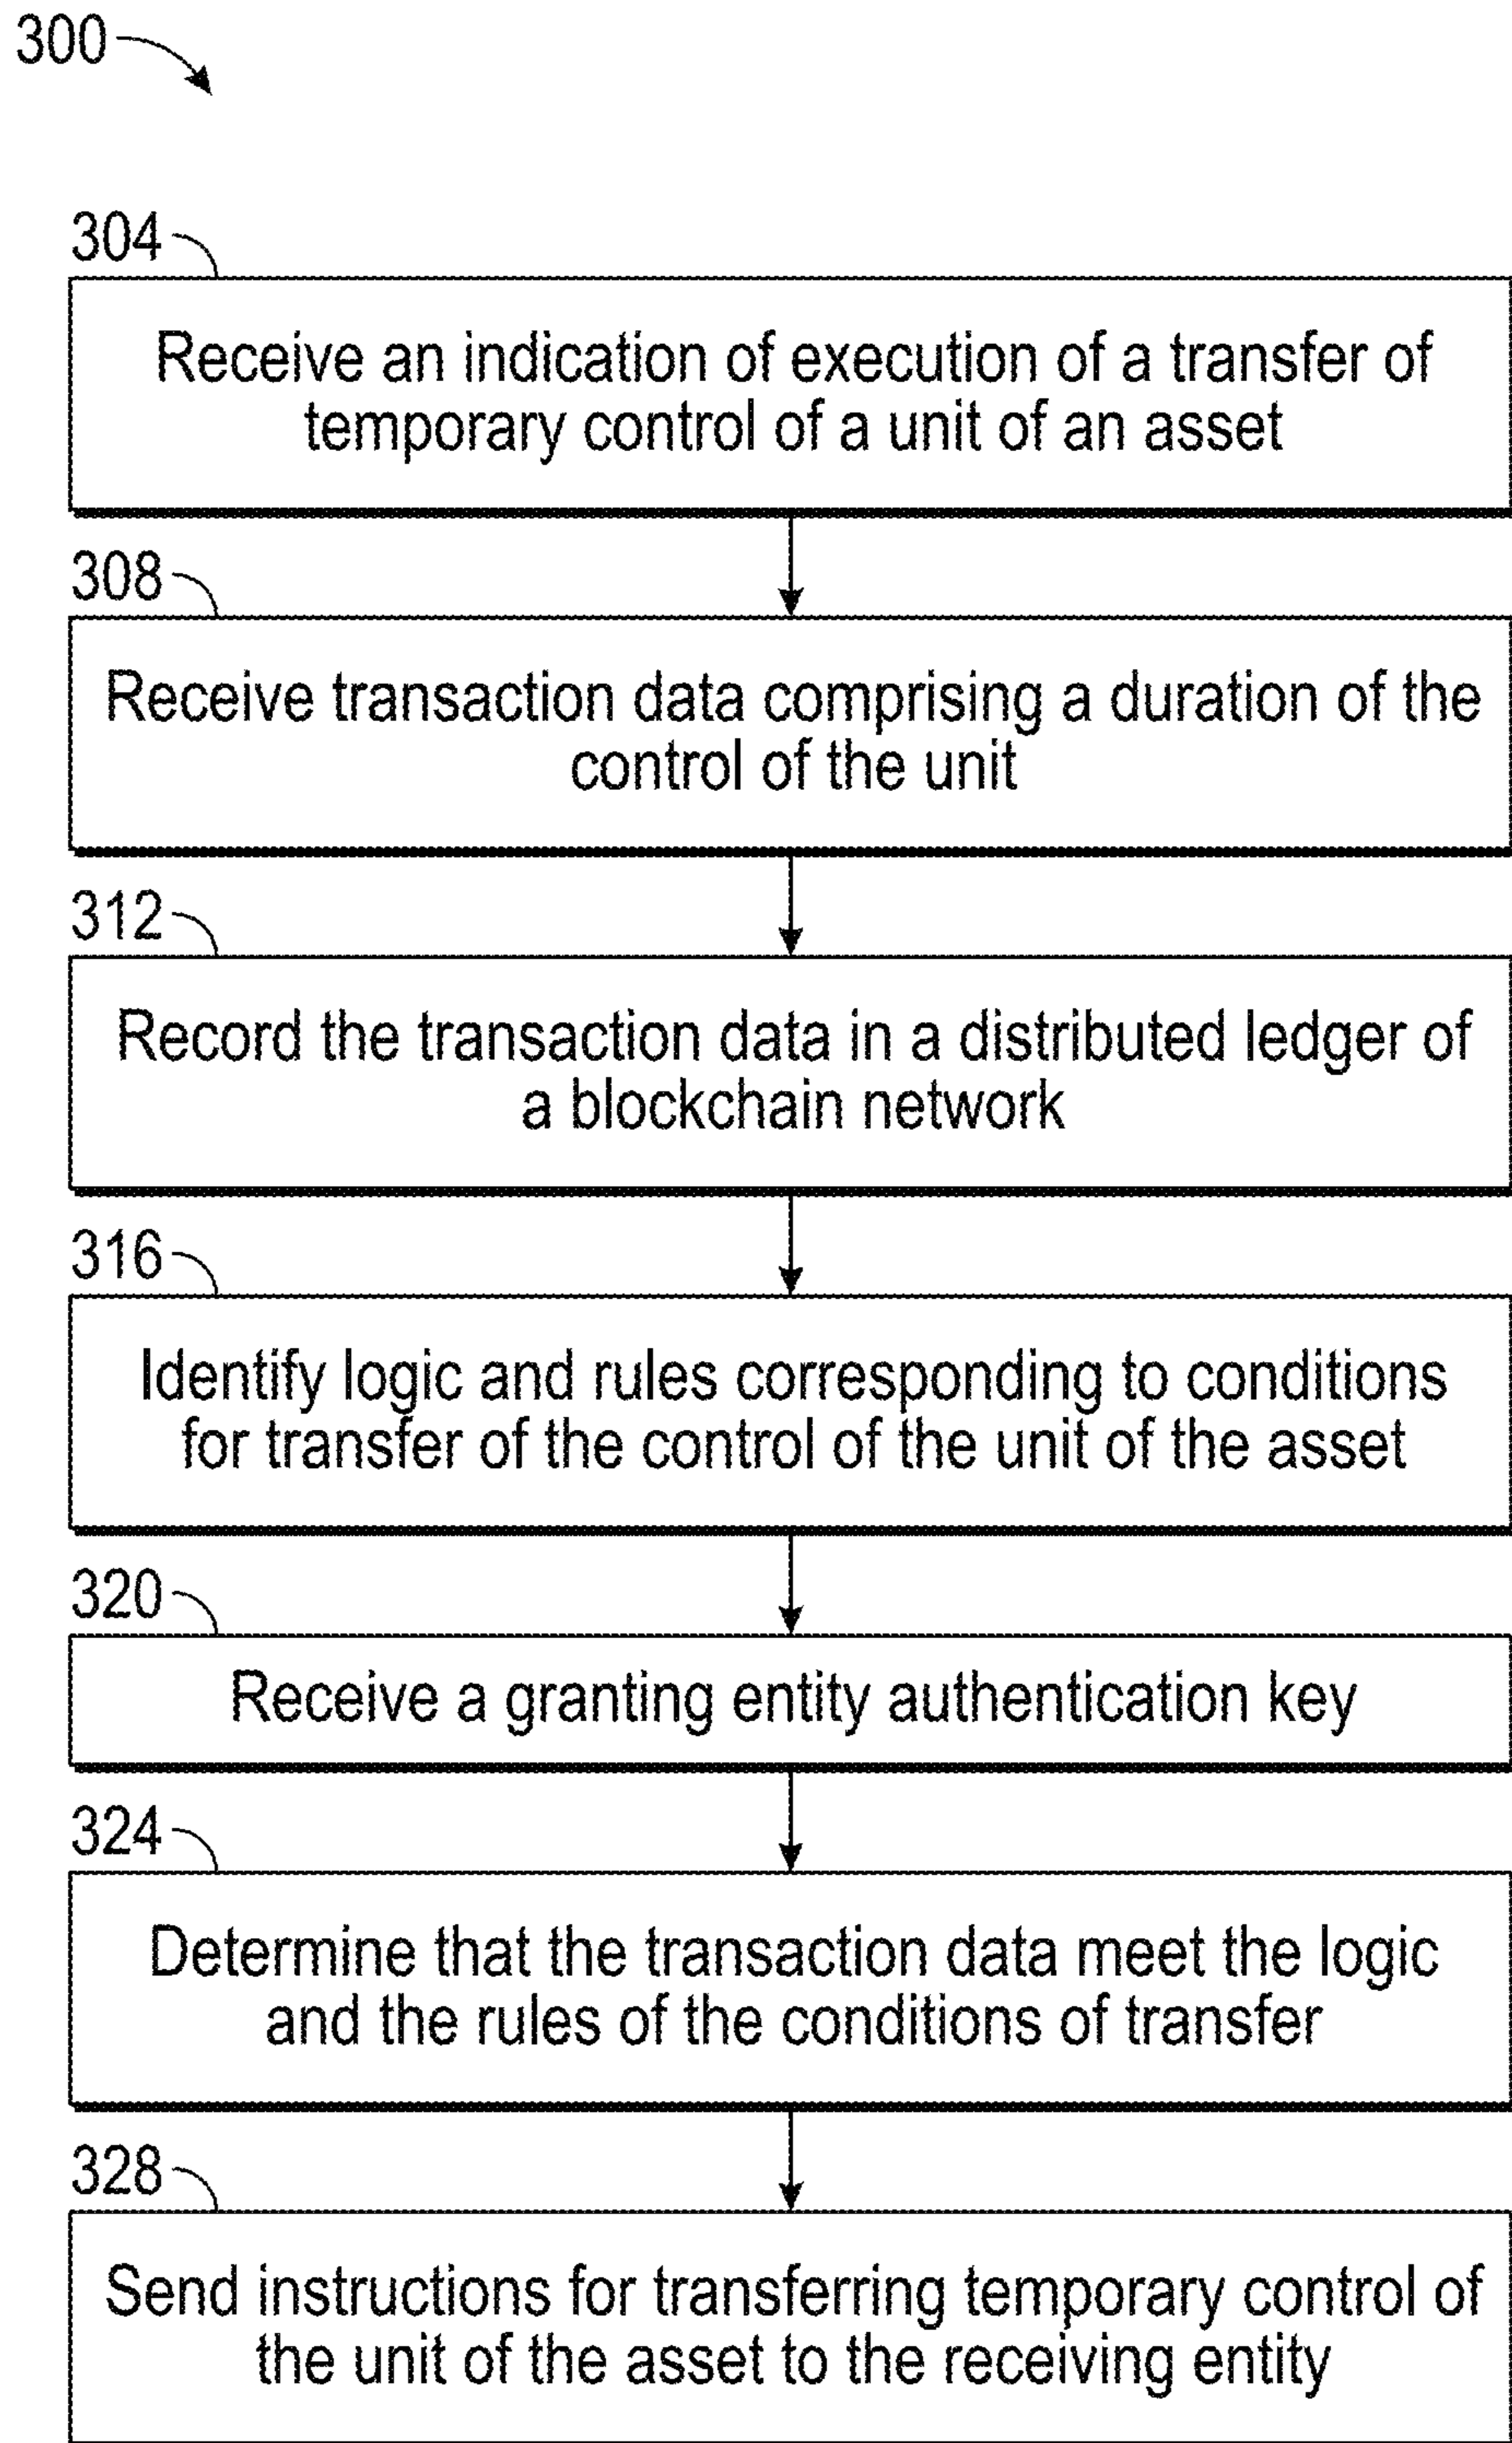 300
304
Receive an indication of execution of a transfer of
temporary control of a unit of an asset
308
Receive transaction data comprising a duration of the
control of the unit
312
Record the transaction data in a distributed ledger of
a blockchain network
316
Identify logic and rules corresponding to conditions
for transfer of the control of the unit of the asset
320
Receive a granting entity authentication key
324
Determine that the transaction data meet the logic
and the rules of the conditions of transfer
328
Send instructions for transferring temporary control of
the unit of the asset to the receiving entity